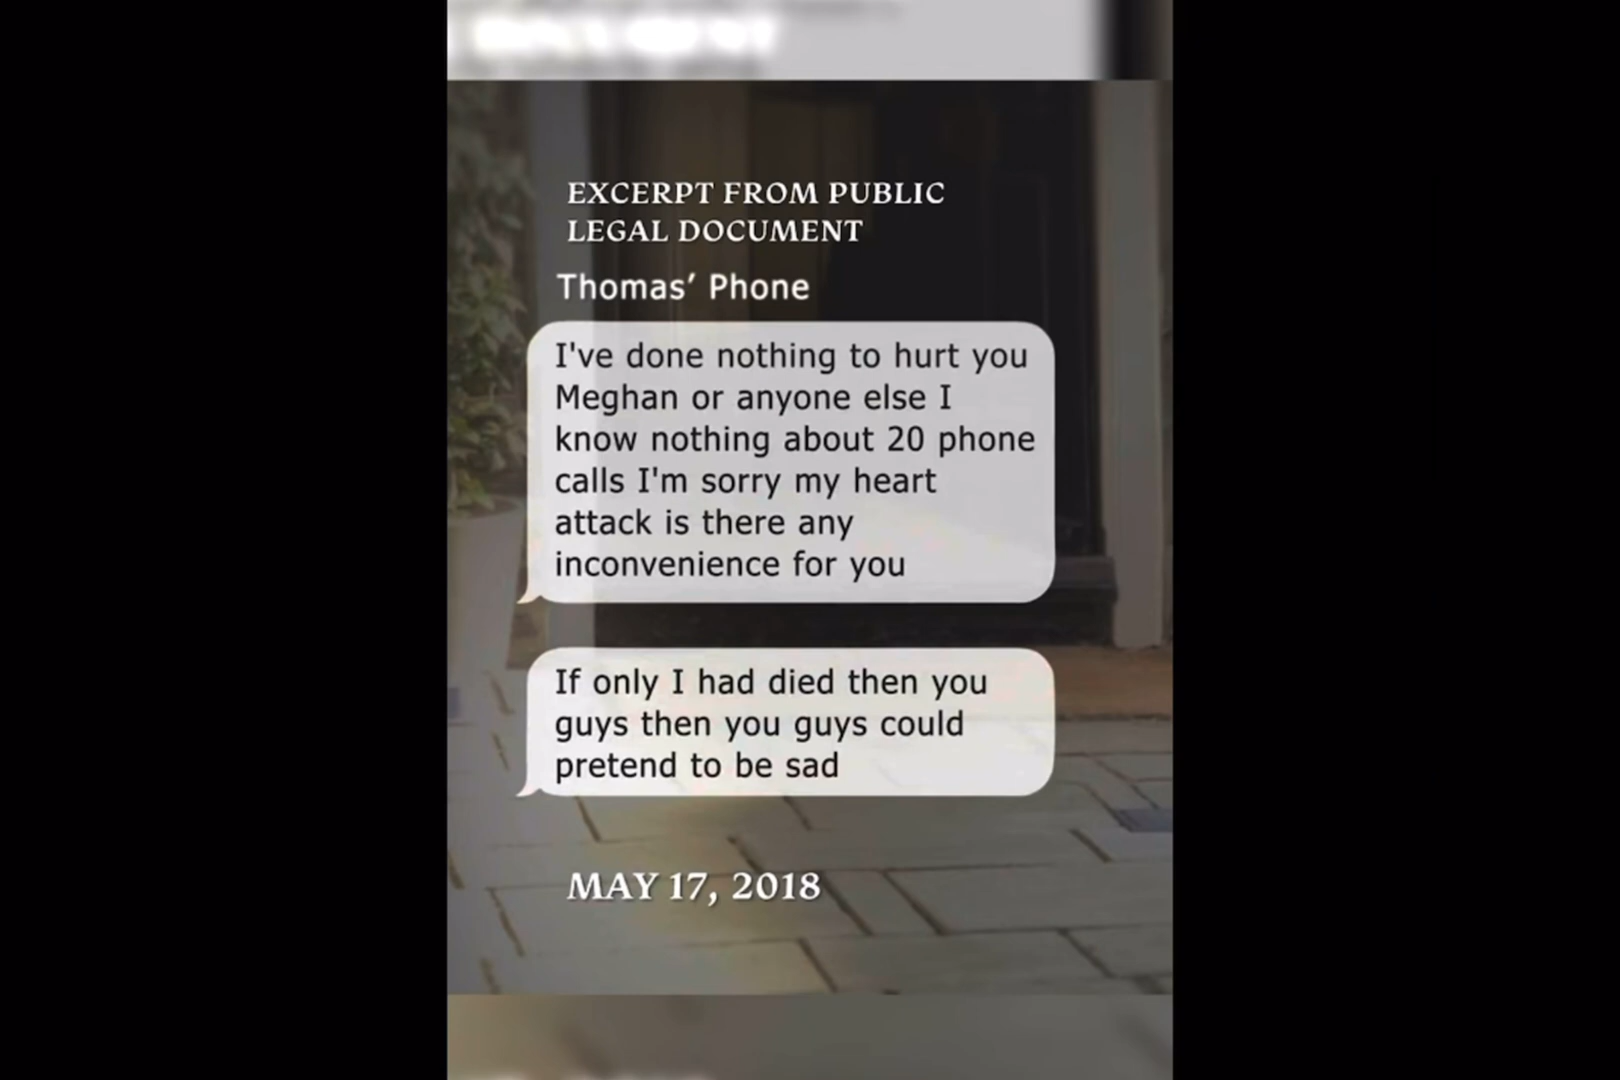 EXCERPT FROM PUBLIC
LEGAL DOCUMENT
Thomas’ Phone
I've done nothing to hurt you
Meghan or anyone else I
know nothing about 20 phone
calls I'm sorry my heart
attack is there any
inconvenience for you
If only I had died then you
guys then you guys could
pretend to be sad
MAY 17, 2018